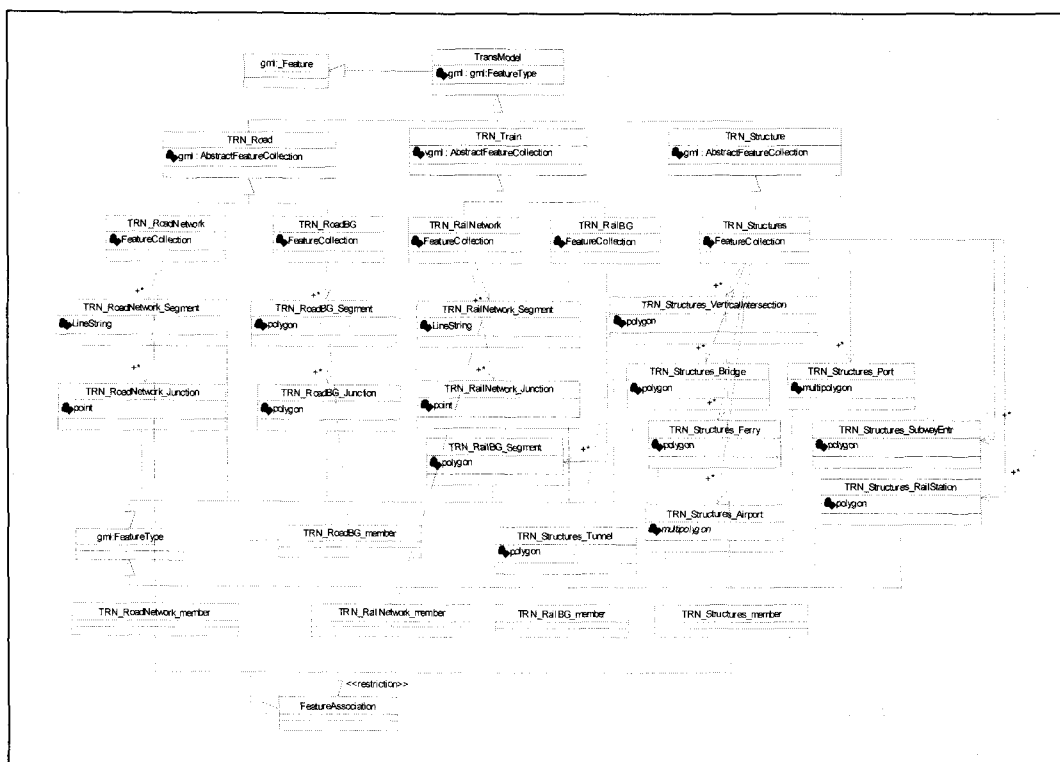 TransModel
gml:_Feature
gml : gml:FeatureType
TRN_Road
gml : AbstractFeatureCollection
TRN_Train
vgml : AbstractFeatureCollection
TRN_Structure
gml : AbstractFeatureCollection
TRN_RoadNetwork
FeatureCollection
TRN_RoadBG
FeatureCollection
TRN_RailNetwork
FeatureCollection
TRN_RailBG
FeatureCollection
TRN_Structures
FeatureCollection
+*
+*
+*
TRN_RoadNetwork_Segment
LineString
TRN_RoadBG_Segment
polygon
TRN_RailNetwork_Segment
LineString
TRN_Structures_VerticalIntersection
polygon
+*
+*
+*
+*
+*
TRN_RoadNetwork_Junction
point
TRN_RoadBG_Junction
polygon
TRN_RailNetwork_Junction
point
TRN_Structures_Bridge
polygon
TRN_Structures_Port
multipolygon
TRN_RailBG_Segment
polygon
+*
TRN_Structures_Ferry
polygon
TRN_Structures_SubwayEntr
polygon
+*
+*
+*
TRN_Structures_RailStation
polygon
TRN_Structures_Airport
multipolygon
gml:FeatureType
TRN_RoadBG_member
TRN_Structures_Tunnel
polygon
TRN_RoadNetwork_member
TRN_RailNetwork_member
TRN_RailBG_member
TRN_Structures_member
<<restriction>>
FeatureAssociation